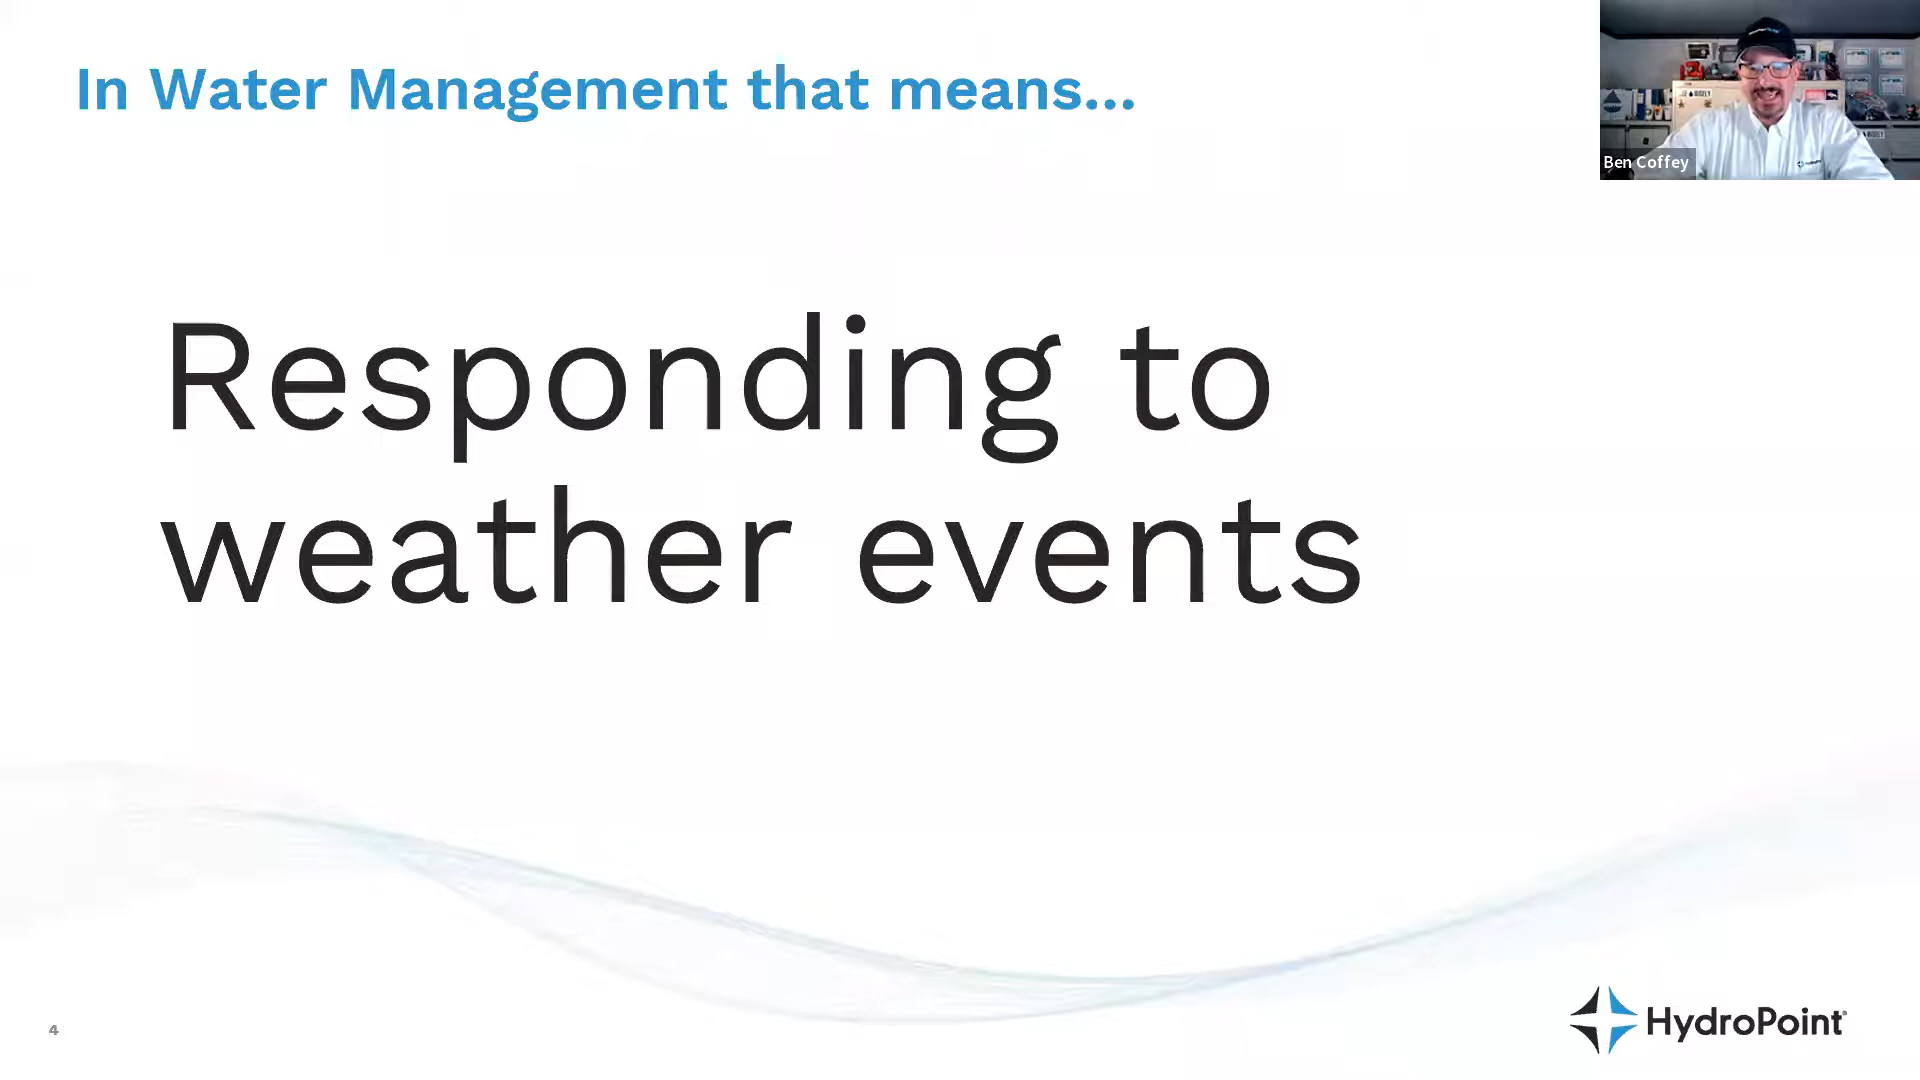 In Water Management that means...
Ben Coffey
Responding to
weather events
4
HydroPoint